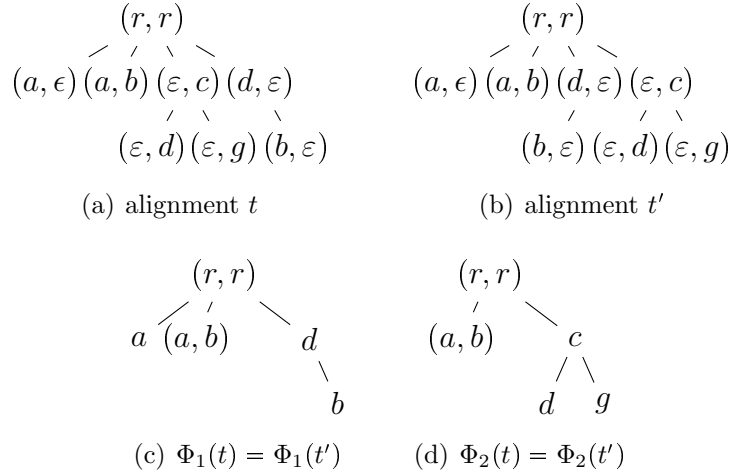 (r, r) (r, r)
(a, ϵ) (a, b) (ε, c) (d, ε) (a, ϵ) (a, b) (d, ε) (ε, c)
(ε, d) (ε, g) (b, ε) (b, ε) (ε, d) (ε, g)
(a) alignment t (b) alignment t′
(r, r) (r, r)
a (a, b) d (a, b) c
b d g
(c) Φ₁(t) = Φ₁(t′) (d) Φ₂(t) = Φ₂(t′)